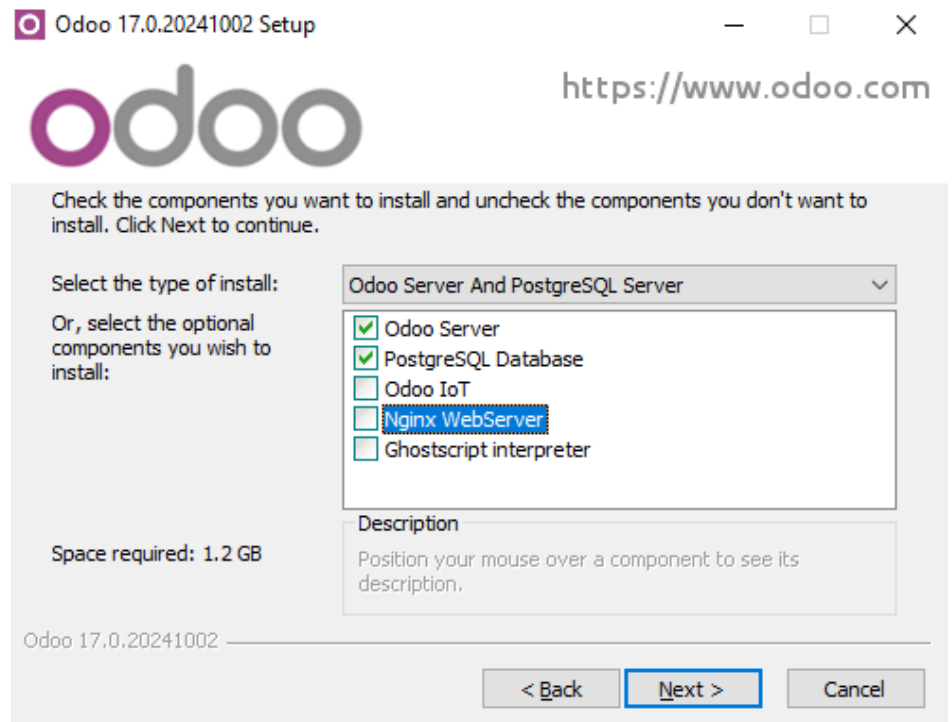 Odoo 17.0.20241002 Setup
odoo
https://www.odoo.com
Check the components you want to install and uncheck the components you don't want to
install. Click Next to continue.
Select the type of install:
Odoo Server And PostgreSQL Server
Or, select the optional
components you wish to
install:
Odoo Server
PostgreSQL Database
Odoo IoT
Nginx WebServer
Ghostscript interpreter
Space required: 1.2 GB
Description
Position your mouse over a component to see its
description.
Odoo 17.0.20241002
< Back
Next >
Cancel